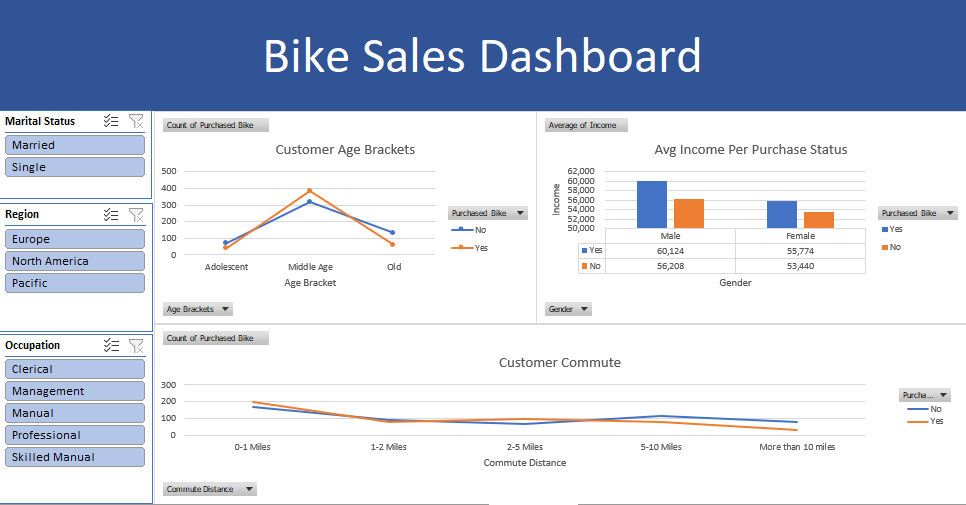 Bike Sales Dashboard
Marital Status
Married
Single
Region
Europe
North America
Pacific
Occupation
Clerical
Management
Manual
Professional
Skilled Manual
Count of Purchased Bike
Customer Age Brackets
500
400
300
200
100
0
Adolescent Middle Age Old
Age Bracket
Purchased Bike
No
Yes
Age Brackets
Average of Income
Avg Income Per Purchase Status
Income
62,000
60,000
58,000
56,000
54,000
52,000
50,000
Male Female
Yes 60,124 55,774
No 56,208 53,440
Gender
Purchased Bike
Yes
No
Gender
Count of Purchased Bike
Customer Commute
300
200
100
0
0-1 Miles 1-2 Miles 2-5 Miles 5-10 Miles More than 10 miles
Commute Distance
Purcha...
No
Yes
Commute Distance